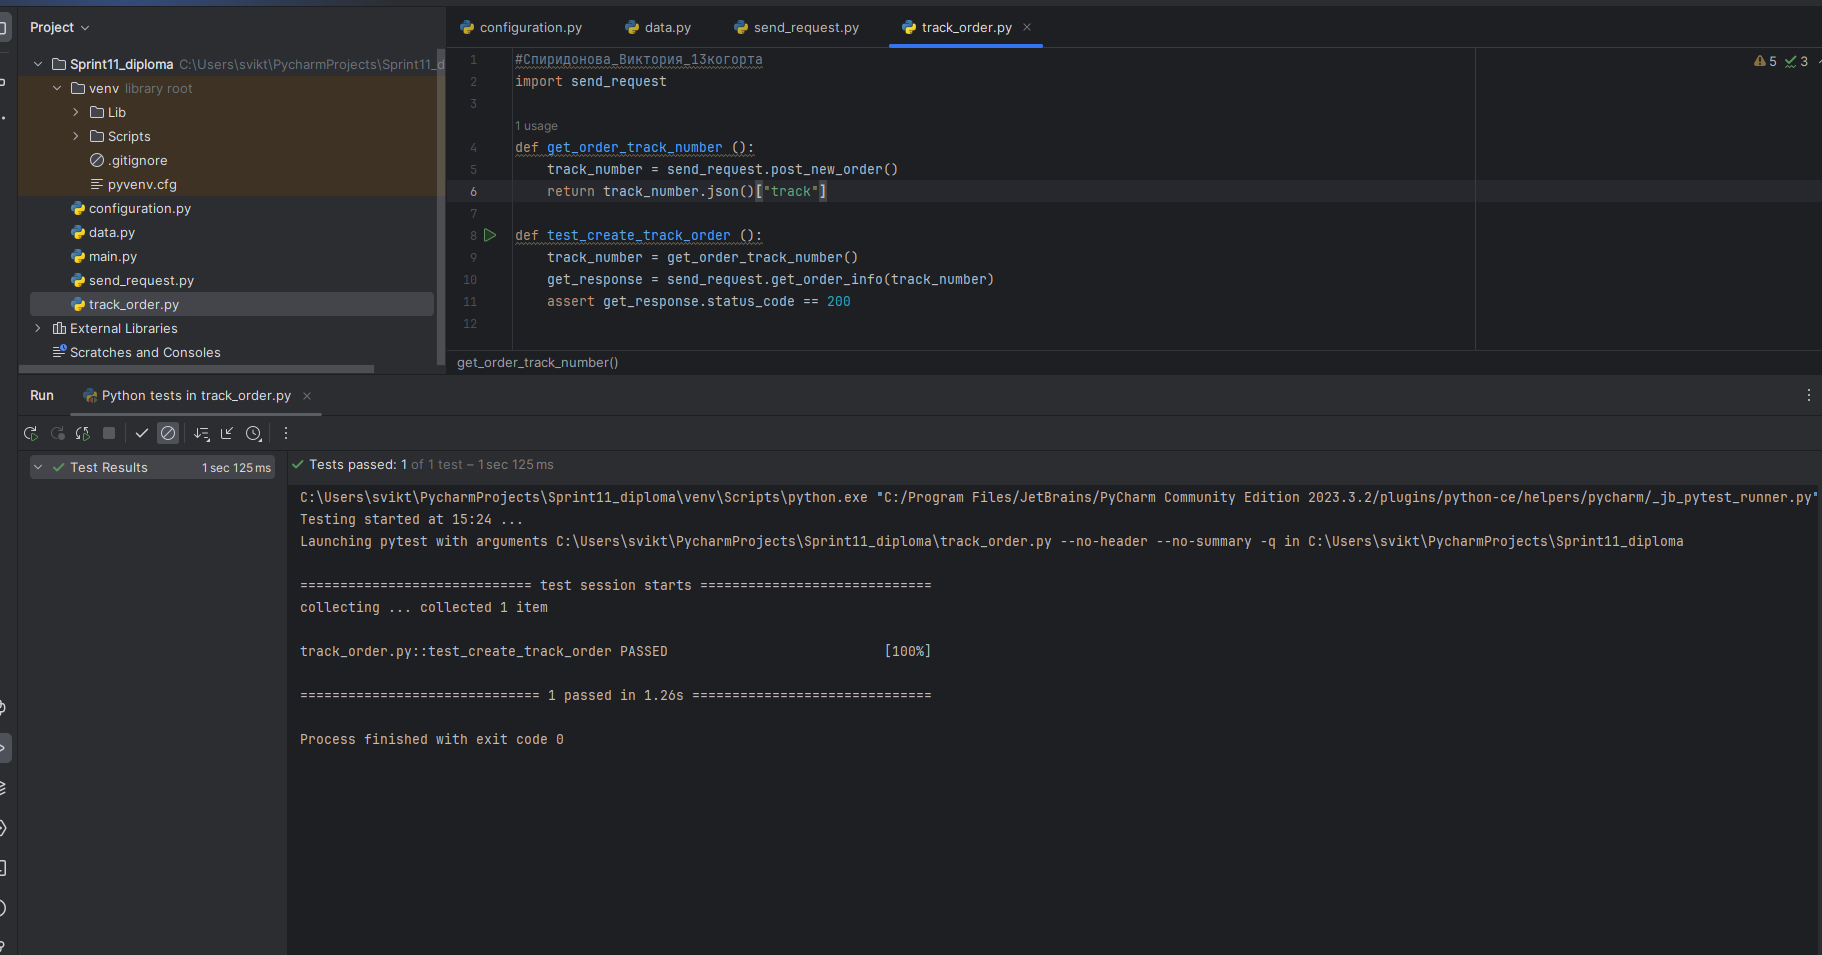 Project
configuration.py
data.py
send_request.py
track_order.py
Sprint11_diploma C:\Users\svikt\PycharmProjects\Sprint11_d
venv library root
Lib
Scripts
.gitignore
pyvenv.cfg
configuration.py
data.py
main.py
send_request.py
track_order.py
External Libraries
Scratches and Consoles
5 3
1 #Спиридонова_Виктория_13когорта
2 import send_request
3
1 usage
4 def get_order_track_number ():
5 track_number = send_request.post_new_order()
6 return track_number.json()["track"]
7
8 def test_create_track_order ():
9 track_number = get_order_track_number()
10 get_response = send_request.get_order_info(track_number)
11 assert get_response.status_code == 200
12
get_order_track_number()
Run Python tests in track_order.py
Test Results 1 sec 125 ms
Tests passed: 1 of 1 test – 1 sec 125 ms
C:\Users\svikt\PycharmProjects\Sprint11_diploma\venv\Scripts\python.exe "C:/Program Files/JetBrains/PyCharm Community Edition 2023.3.2/plugins/python-ce/helpers/pycharm/_jb_pytest_runner.py"
Testing started at 15:24 ...
Launching pytest with arguments C:\Users\svikt\PycharmProjects\Sprint11_diploma\track_order.py --no-header --no-summary -q in C:\Users\svikt\PycharmProjects\Sprint11_diploma
============================= test session starts =============================
collecting ... collected 1 item
track_order.py::test_create_track_order PASSED [100%]
============================== 1 passed in 1.26s ==============================
Process finished with exit code 0